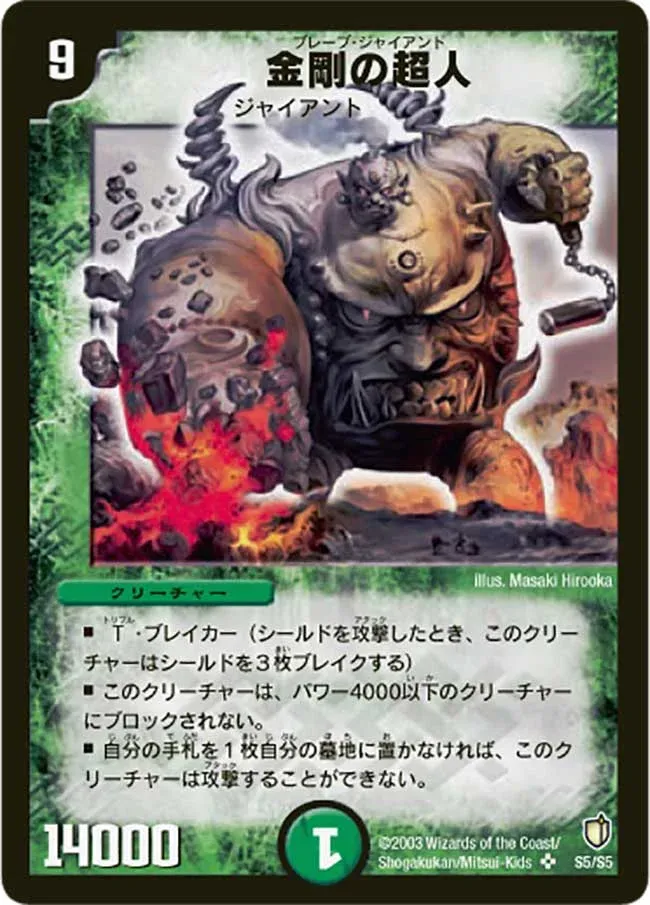 9
ブレーブ・ジャイアント
金剛の超人
ジャイアント
illus. Masaki Hirooka
クリーチャー
■ T・ブレイカー(シールドを攻撃したとき、このクリー
チャーはシールドを3枚ブレイクする)
■ このクリーチャーは、パワー4000以下のクリーチャー
にブロックされない。
■ 自分の手札を1枚自分の墓地に置かなければ、このク
リーチャーは攻撃することができない。
14000
1
©2003 Wizards of the Coast/
Shogakukan/Mitsui-Kids
S5/S5